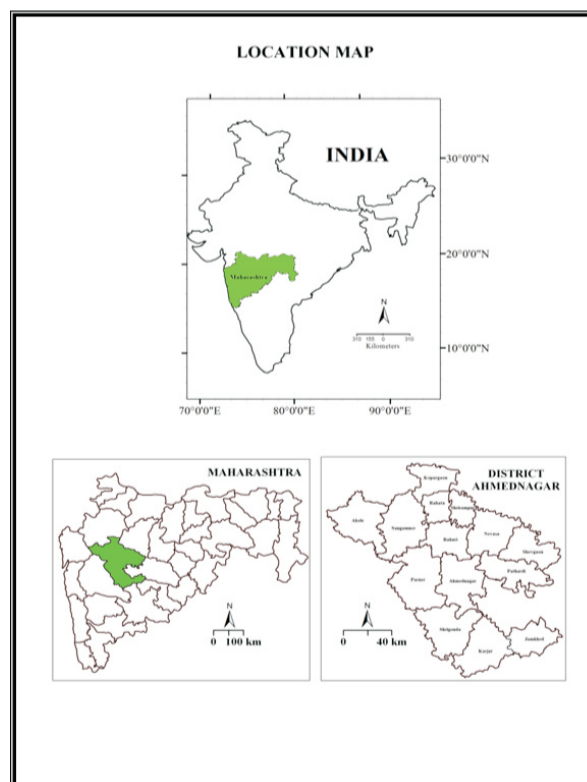 LOCATION MAP
INDIA
30°0'0"N
20°0'0"N
10°0'0"N
Maharashtra
N
Kilometers
70°0'0"E
80°0'0"E
90°0'0"E
MAHARASHTRA
N
0 100 km
DISTRICT
AHMEDNAGAR
Kopargaon
Rahata
Akole
Sangamner
Nevasa
Rahuri
Shevgaon
Pathardi
Parner
Ahmednagar
Shrigonda
Jamkhed
Karjat
N
0 40 km